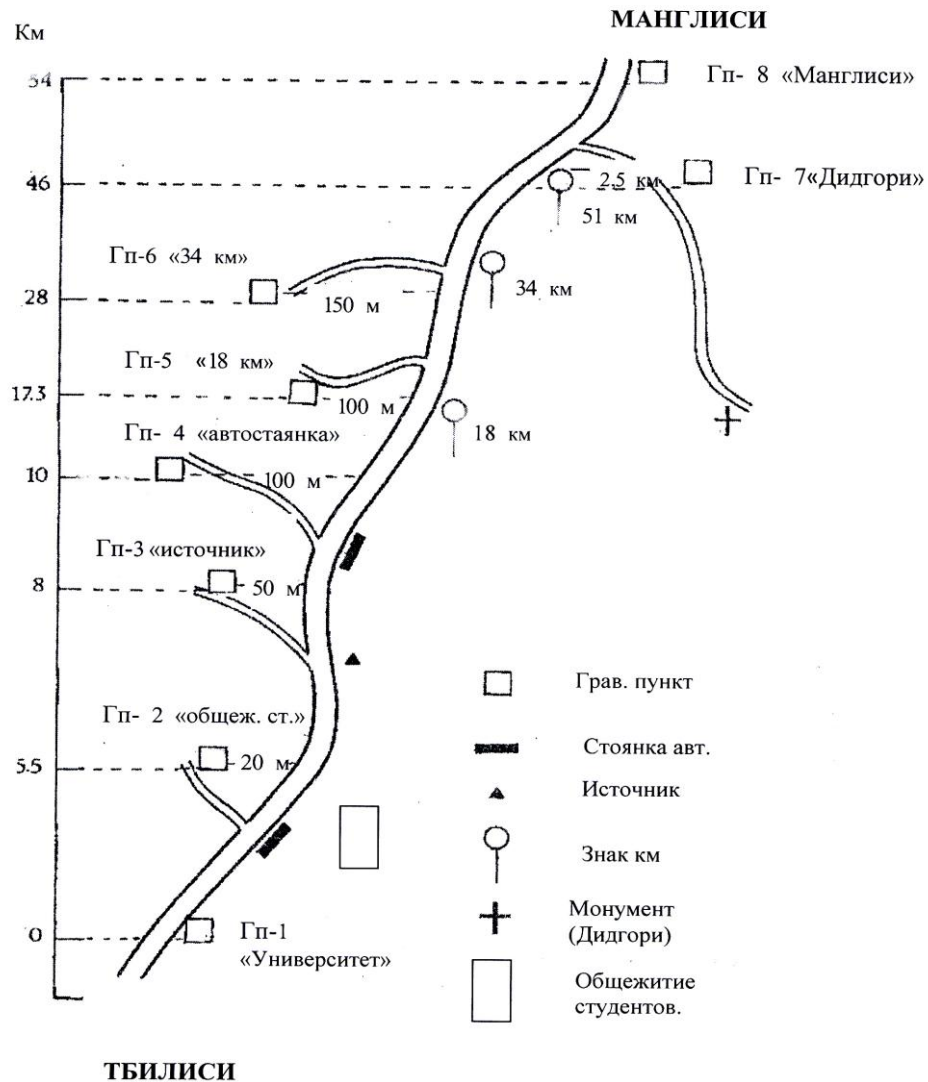 МАНГЛИСИ
Км
54
Гп- 8 «Манглиси»
46
2.5 км
Гп- 7«Дидгори»
51 км
Гп-6 «34 км»
34 км
28
150 м
Гп-5 «18 км»
17.3
100 м
18 км
Гп- 4 «автостаянка»
10
100 м
Гп-3 «источник»
8
50 м
Грав. пункт
Гп- 2 «общеж. ст.»
Стоянка авт.
5.5
20 м
Источник
Знак км
Монумент
(Дидгори)
0
Гп-1
«Университет»
Общежитие
студентов.
ТБИЛИСИ